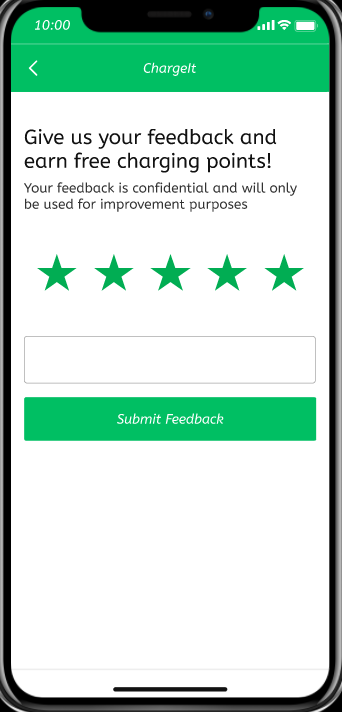 10:00
ChargeIt
Give us your feedback and
earn free charging points!
Your feedback is confidential and will only
be used for improvement purposes
Submit Feedback